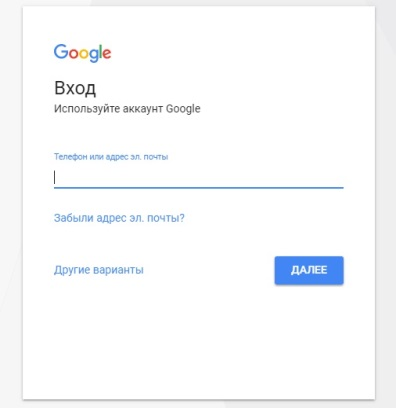 Google
Вход
Используйте аккаунт Google
Телефон или адрес эл. почты
Забыли адрес эл. почты?
Другие варианты
ДАЛЕЕ